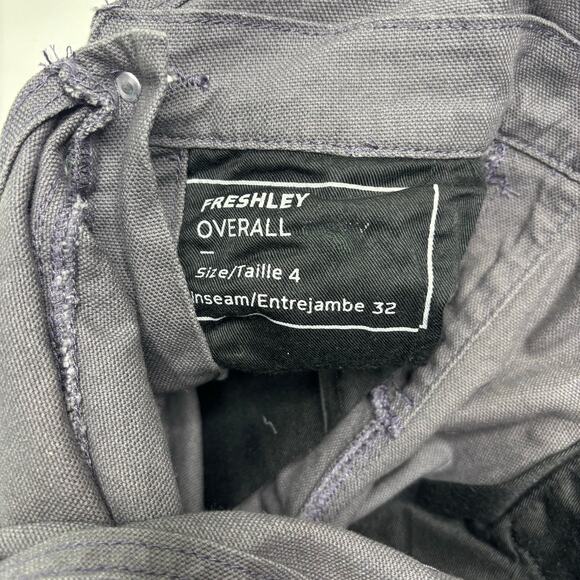 FRESHLEY
OVERALL
–
Size/Taille 4
Inseam/Entrejambe 32